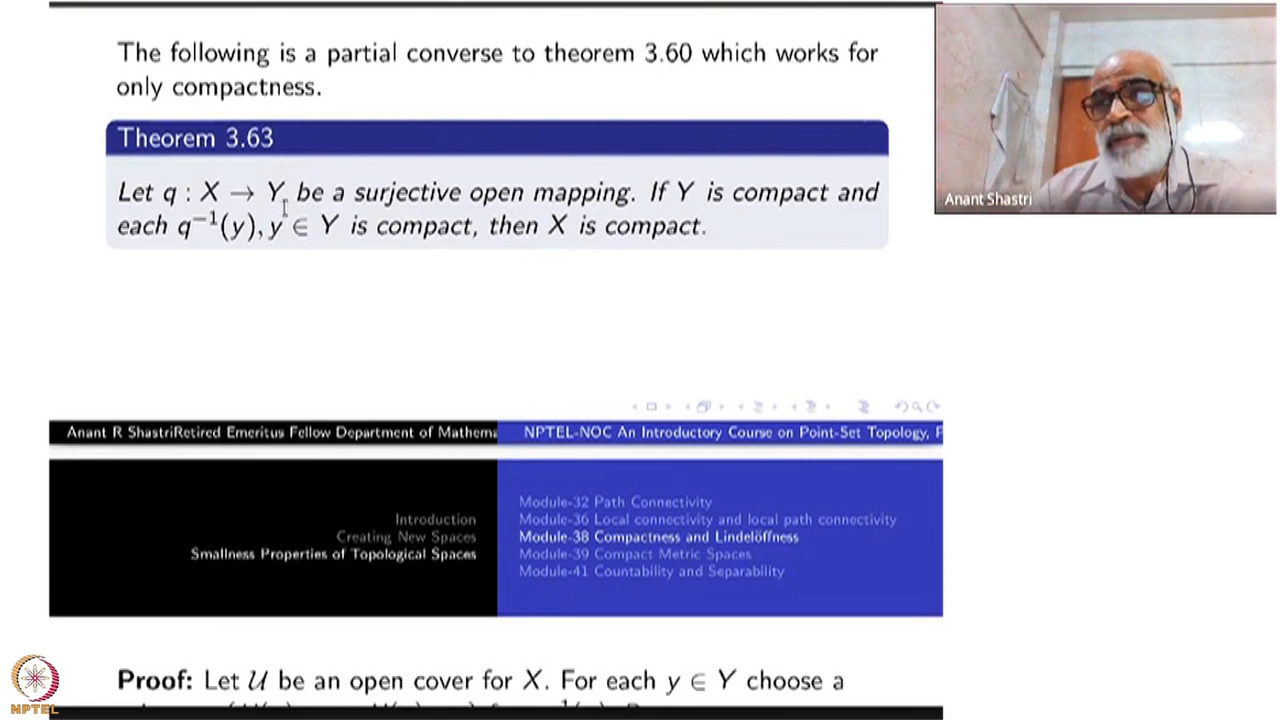 The following is a partial converse to theorem 3.60 which works for
only compactness.
Theorem 3.63
Let q : X → Y, be a surjective open mapping. If Y is compact and
each q⁻¹(y), y ∈ Y is compact, then X is compact.
Anant Shastri
Anant R ShastriRetired Emeritus Fellow Department of Mathema
NPTEL-NOC An Introductory Course on Point-Set Topology, P
Introduction
Creating New Spaces
Smallness Properties of Topological Spaces
Module-32 Path Connectivity
Module-36 Local connectivity and local path connectivity
Module-38 Compactness and Lindelöffness
Module-39 Compact Metric Spaces
Module-41 Countability and Separability
Proof: Let 𝒰 be an open cover for X. For each y ∈ Y choose a
NPTEL